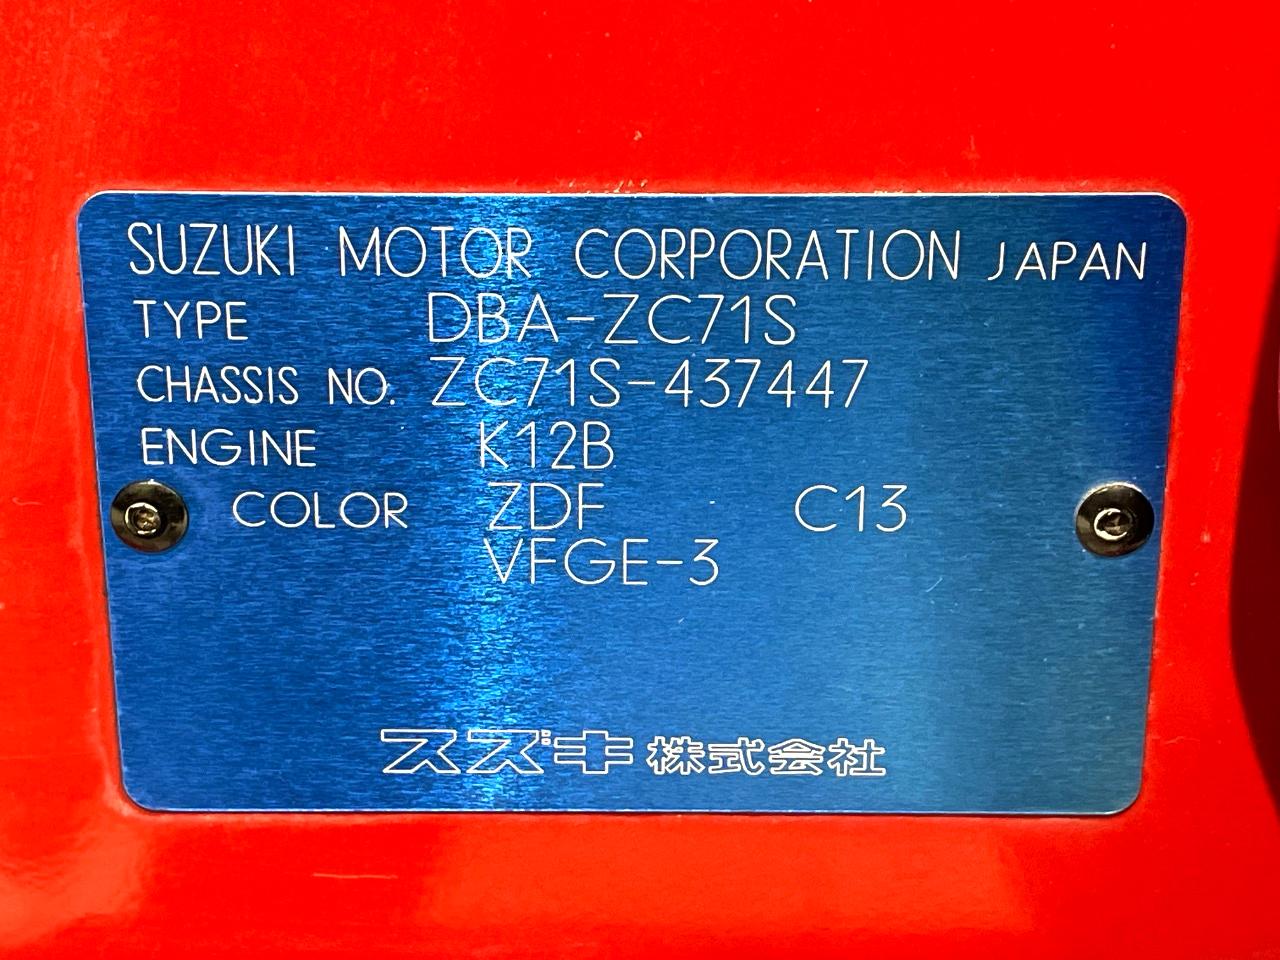 SUZUKI MOTOR CORPORATION JAPAN
TYPE DBA-ZC71S
CHASSIS NO. ZC71S-437447
ENGINE K12B
COLOR ZDF C13
VFGE-3
スズキ株式会社